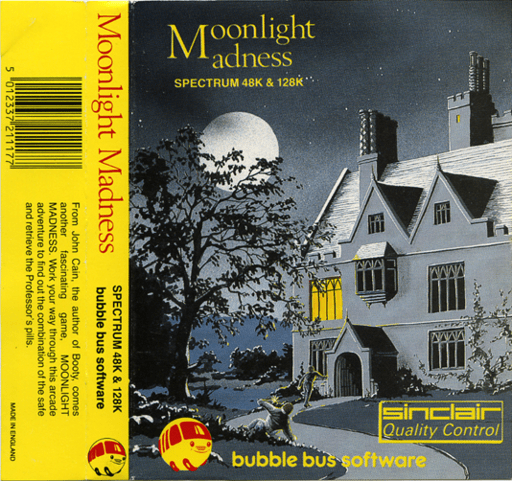 Moonlight
Madness
SPECTRUM 48K & 128K
sinclair
Quality Control
bubble bus software
Moonlight Madness
SPECTRUM 48K & 128K
bubble bus software
From John Cain, the author of Booty, comes
another fascinating game, MOONLIGHT
MADNESS. Work your way through this arcade
adventure to find out the combination of the safe
and retrieve the Professor's pills.
MADE IN ENGLAND
5 012337 211177